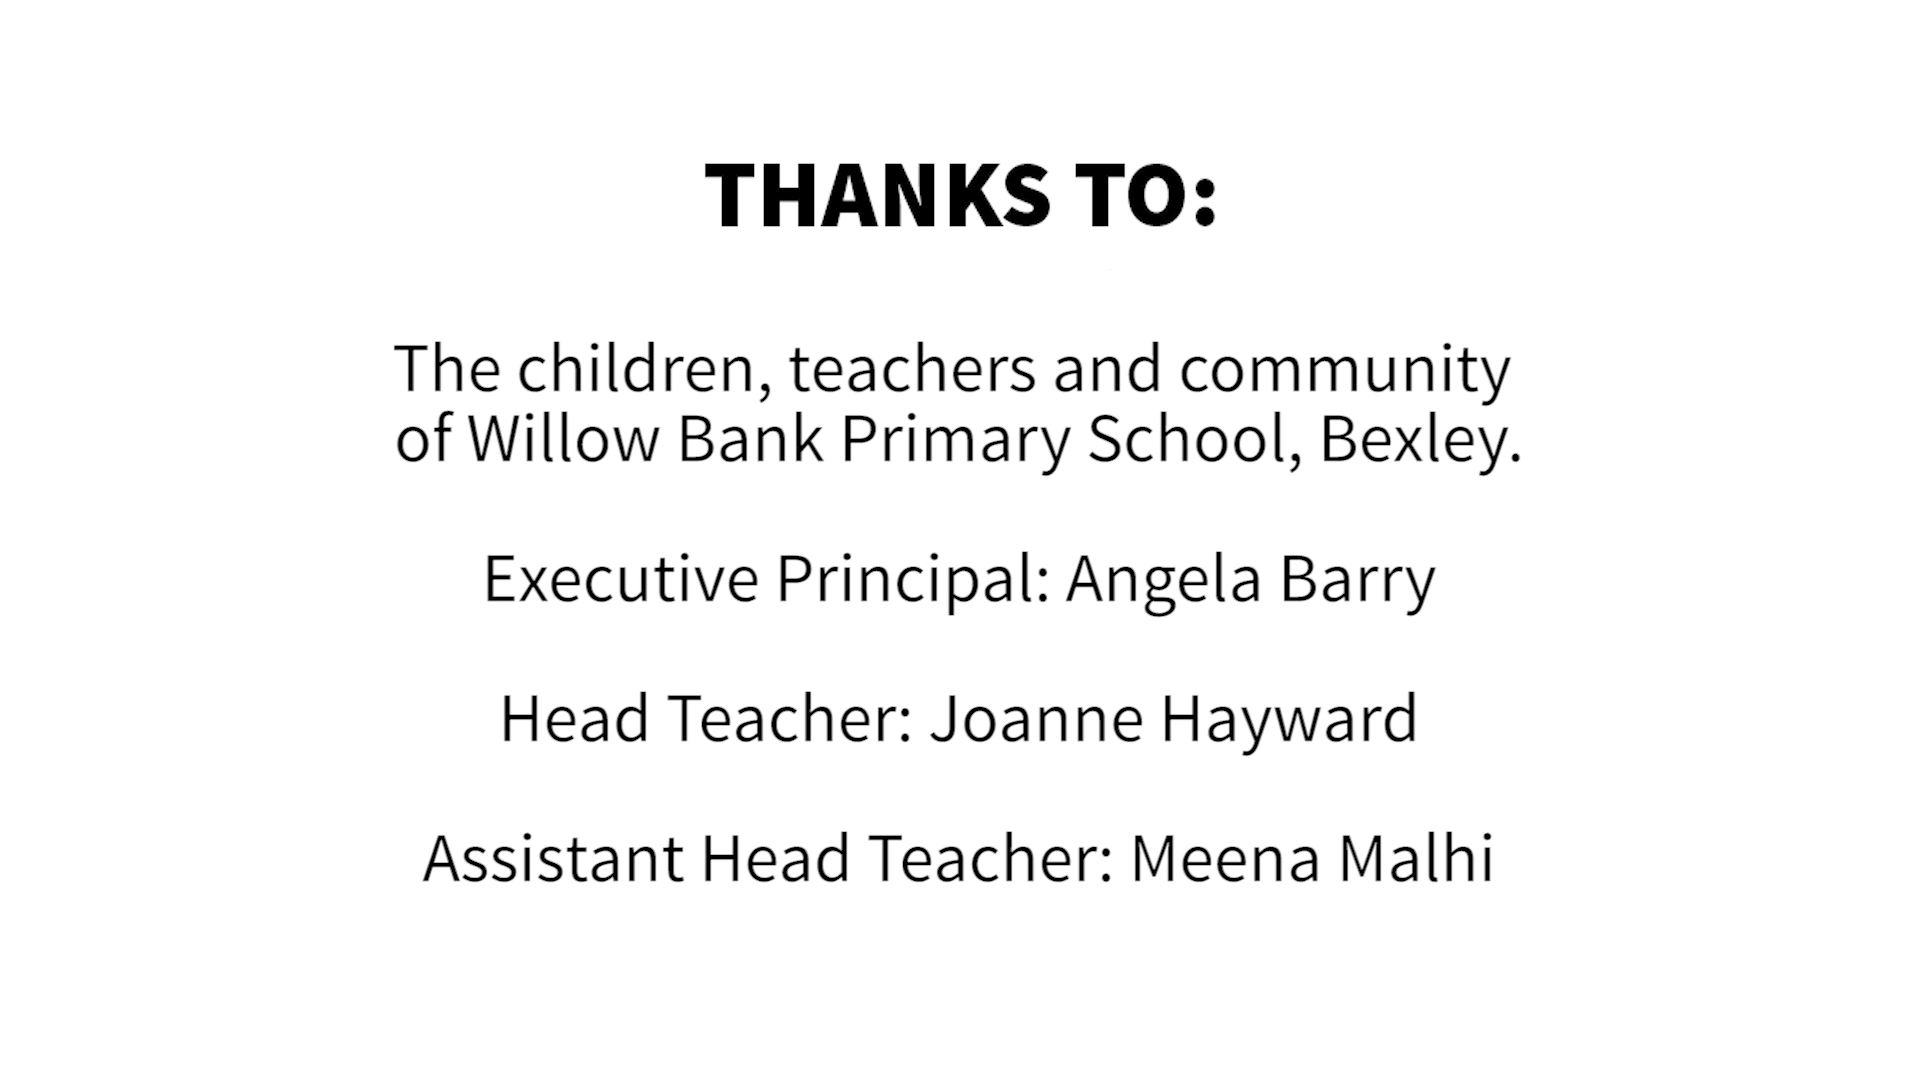 THANKS TO:
The children, teachers and community
of Willow Bank Primary School, Bexley.
Executive Principal: Angela Barry
Head Teacher: Joanne Hayward
Assistant Head Teacher: Meena Malhi